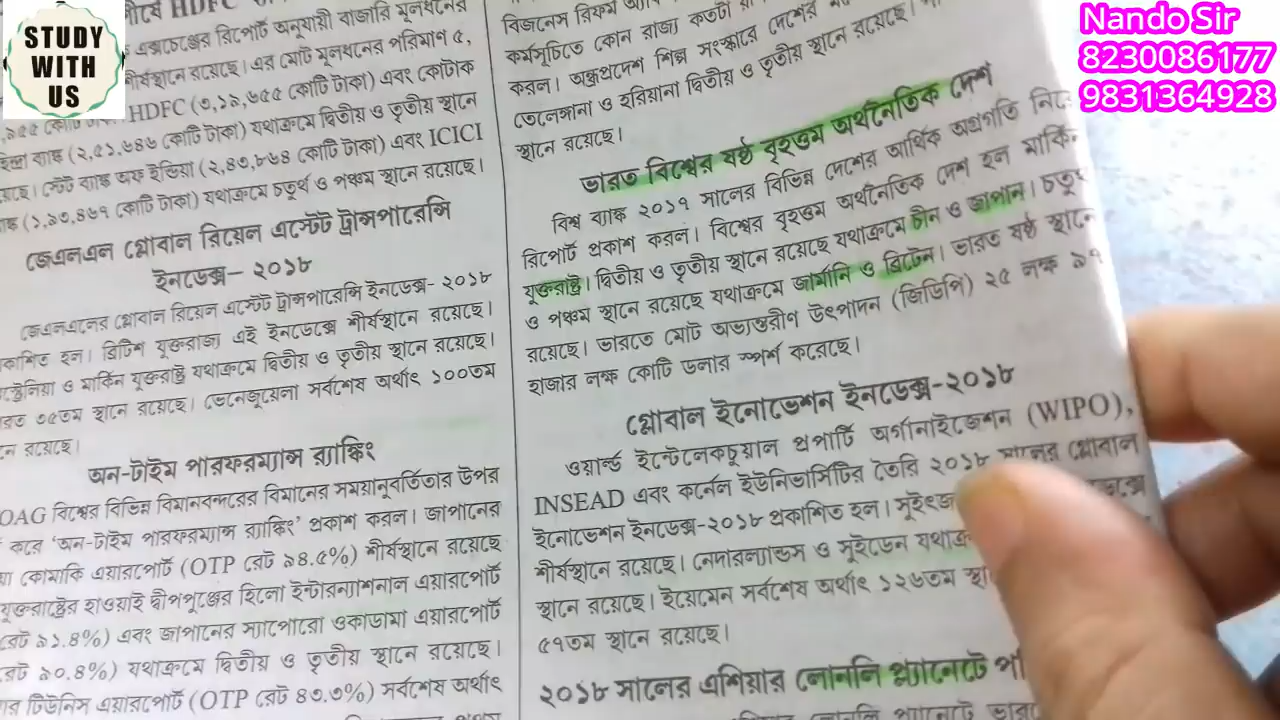 STUDY
WITH
US
Nando Sir
8230086177
9831364928
শীর্ষে HDFC
এক্সচেঞ্জের রিপোর্ট অনুযায়ী বাজারি মূলধনের
শীর্ষস্থানে রয়েছে। এর মোট মূলধনের পরিমাণ ৫,
HDFC (৩,১৯,৬৫৫ কোটি টাকা) এবং কোটাক
ব্যাঙ্ক (২,৫১,৬৪৬ কোটি টাকা) যথাক্রমে দ্বিতীয় ও তৃতীয় স্থানে
স্টেট ব্যাঙ্ক অফ ইন্ডিয়া (২,৪৩,৮৬৪ কোটি টাকা) এবং ICICI
(১,৯৩,৪৬৭ কোটি টাকা) যথাক্রমে চতুর্থ ও পঞ্চম স্থানে রয়েছে।
জেএলএল গ্লোবাল রিয়েল এস্টেট ট্রান্সপারেন্সি
ইনডেক্স– ২০১৮
জেএলএলের গ্লোবাল রিয়েল এস্টেট ট্রান্সপারেন্সি ইনডেক্স- ২০১৮
প্রকাশিত হল। ব্রিটিশ যুক্তরাজ্য এই ইনডেক্সে শীর্ষস্থানে রয়েছে।
অস্ট্রেলিয়া ও মার্কিন যুক্তরাষ্ট্র যথাক্রমে দ্বিতীয় ও তৃতীয় স্থানে রয়েছে।
ভারত ৩৫তম স্থানে রয়েছে। ভেনেজুয়েলা সর্বশেষ অর্থাৎ ১০০তম
রয়েছে।
অন-টাইম পারফরম্যান্স র‍্যাঙ্কিং
OAG বিশ্বের বিভিন্ন বিমানবন্দরের বিমানের সময়ানুবর্তিতার উপর
করে 'অন-টাইম পারফরম্যান্স র‍্যাঙ্কিং' প্রকাশ করল। জাপানের
কোমাকি এয়ারপোর্ট (OTP রেট ৯৪.৫%) শীর্ষস্থানে রয়েছে
যুক্তরাষ্ট্রের হাওয়াই দ্বীপপুঞ্জের হিলো ইন্টারন্যাশনাল এয়ারপোর্ট
রেট ৯১.৪%) এবং জাপানের স্যাপোরো ওকাডামা এয়ারপোর্ট
রেট ৯০.৪%) যথাক্রমে দ্বিতীয় ও তৃতীয় স্থানে রয়েছে।
টিউনিস এয়ারপোর্ট (OTP রেট ৪৩.৩%) সর্বশেষ অর্থাৎ
বিজনেস রিফর্ম
কর্মসূচিতে কোন রাজ্য কতটা
করল। অন্ধ্রপ্রদেশ শিল্প সংস্কারে দেশের
তেলেঙ্গানা ও হরিয়ানা দ্বিতীয় ও তৃতীয় স্থানে রয়েছে।
স্থানে রয়েছে।
ভারত বিশ্বের ষষ্ঠ বৃহত্তম অর্থনৈতিক দেশ
বিশ্ব ব্যাঙ্ক ২০১৭ সালের বিভিন্ন দেশের আর্থিক অগ্রগতি নিয়ে
রিপোর্ট প্রকাশ করল। বিশ্বের বৃহত্তম অর্থনৈতিক দেশ হল মার্কিন
যুক্তরাষ্ট্র। দ্বিতীয় ও তৃতীয় স্থানে রয়েছে যথাক্রমে চীন ও জাপান। চতুর্থ
ও পঞ্চম স্থানে রয়েছে যথাক্রমে জার্মানি ও ব্রিটেন। ভারত ষষ্ঠ স্থানে
রয়েছে। ভারতে মোট অভ্যন্তরীণ উৎপাদন (জিডিপি) ২৫ লক্ষ ৯৭
হাজার লক্ষ কোটি ডলার স্পর্শ করেছে।
গ্লোবাল ইনোভেশন ইনডেক্স-২০১৮
ওয়ার্ল্ড ইন্টেলেকচুয়াল প্রপার্টি অর্গানাইজেশন (WIPO),
INSEAD এবং কর্নেল ইউনিভার্সিটির তৈরি ২০১৮ সালের গ্লোবাল
ইনোভেশন ইনডেক্স-২০১৮ প্রকাশিত হল।
শীর্ষস্থানে রয়েছে। নেদারল্যান্ডস ও সুইডেন
স্থানে রয়েছে। ইয়েমেন সর্বশেষ অর্থাৎ ১২৬তম
৫৭তম স্থানে রয়েছে।
২০১৮ সালের এশিয়ার লোনলি প্ল্যানেটে